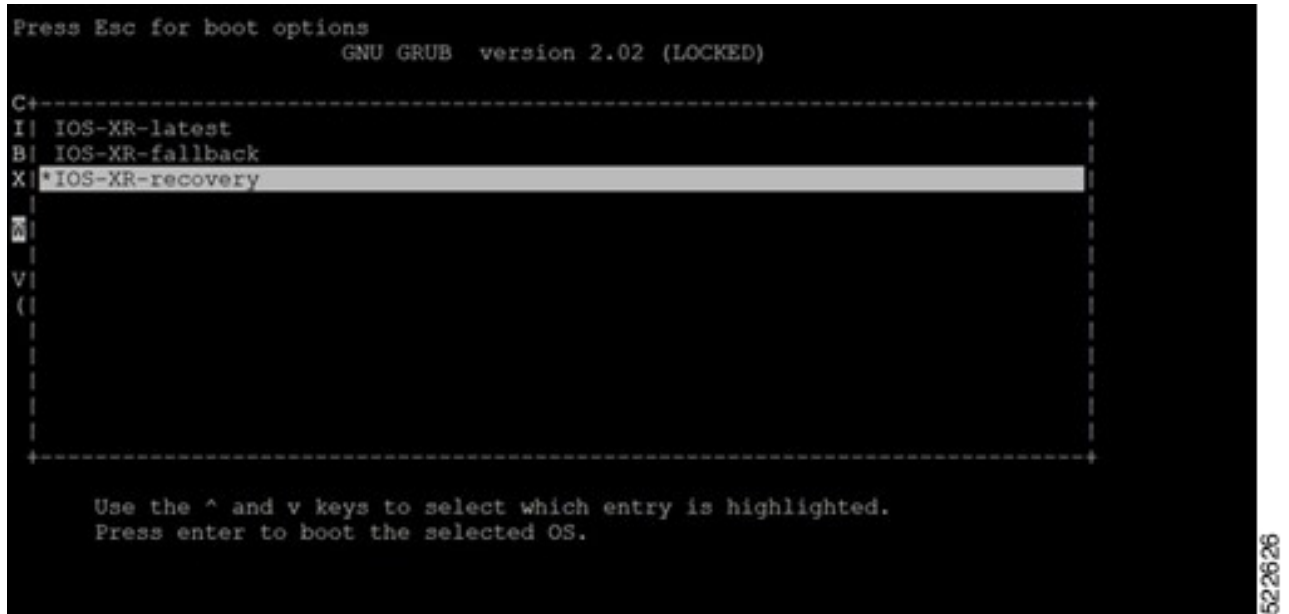 Press Esc for boot options
GNU GRUB version 2.02 (LOCKED)
C+----------------------------------------------------------------------------+
I| IOS-XR-latest |
B| IOS-XR-fallback |
X|*IOS-XR-recovery |
W|
V|
(|
+----------------------------------------------------------------------------+
Use the ^ and v keys to select which entry is highlighted.
Press enter to boot the selected OS.
522626